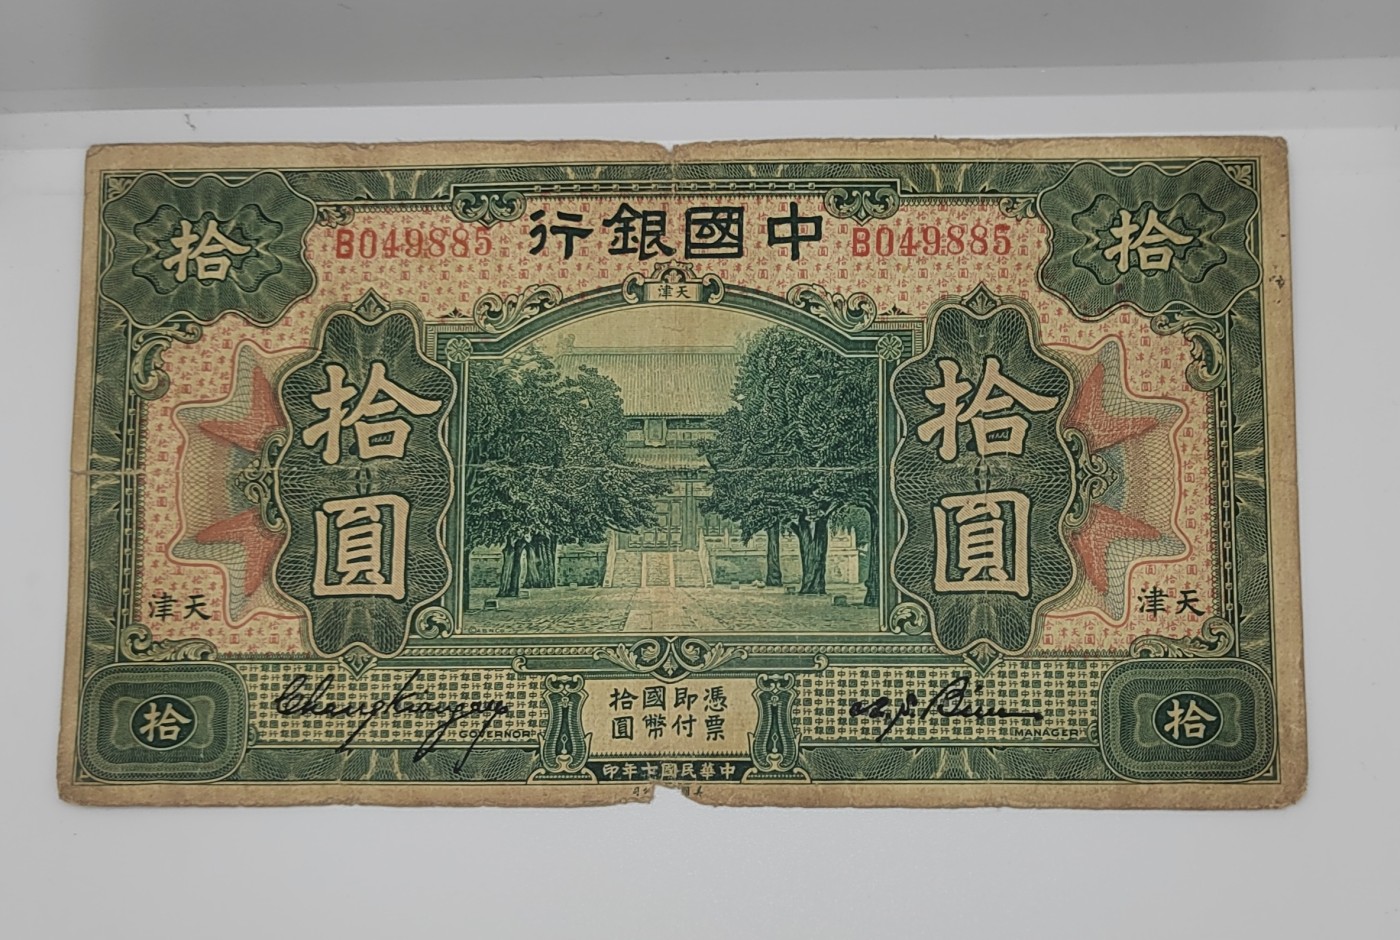 中國銀行
B049885
B049885
拾
拾
天津
拾圓
拾圓
天津
天津
憑票
即付
國幣
拾圓
GOVERNOR
MANAGER
拾
拾
中華民國七年印